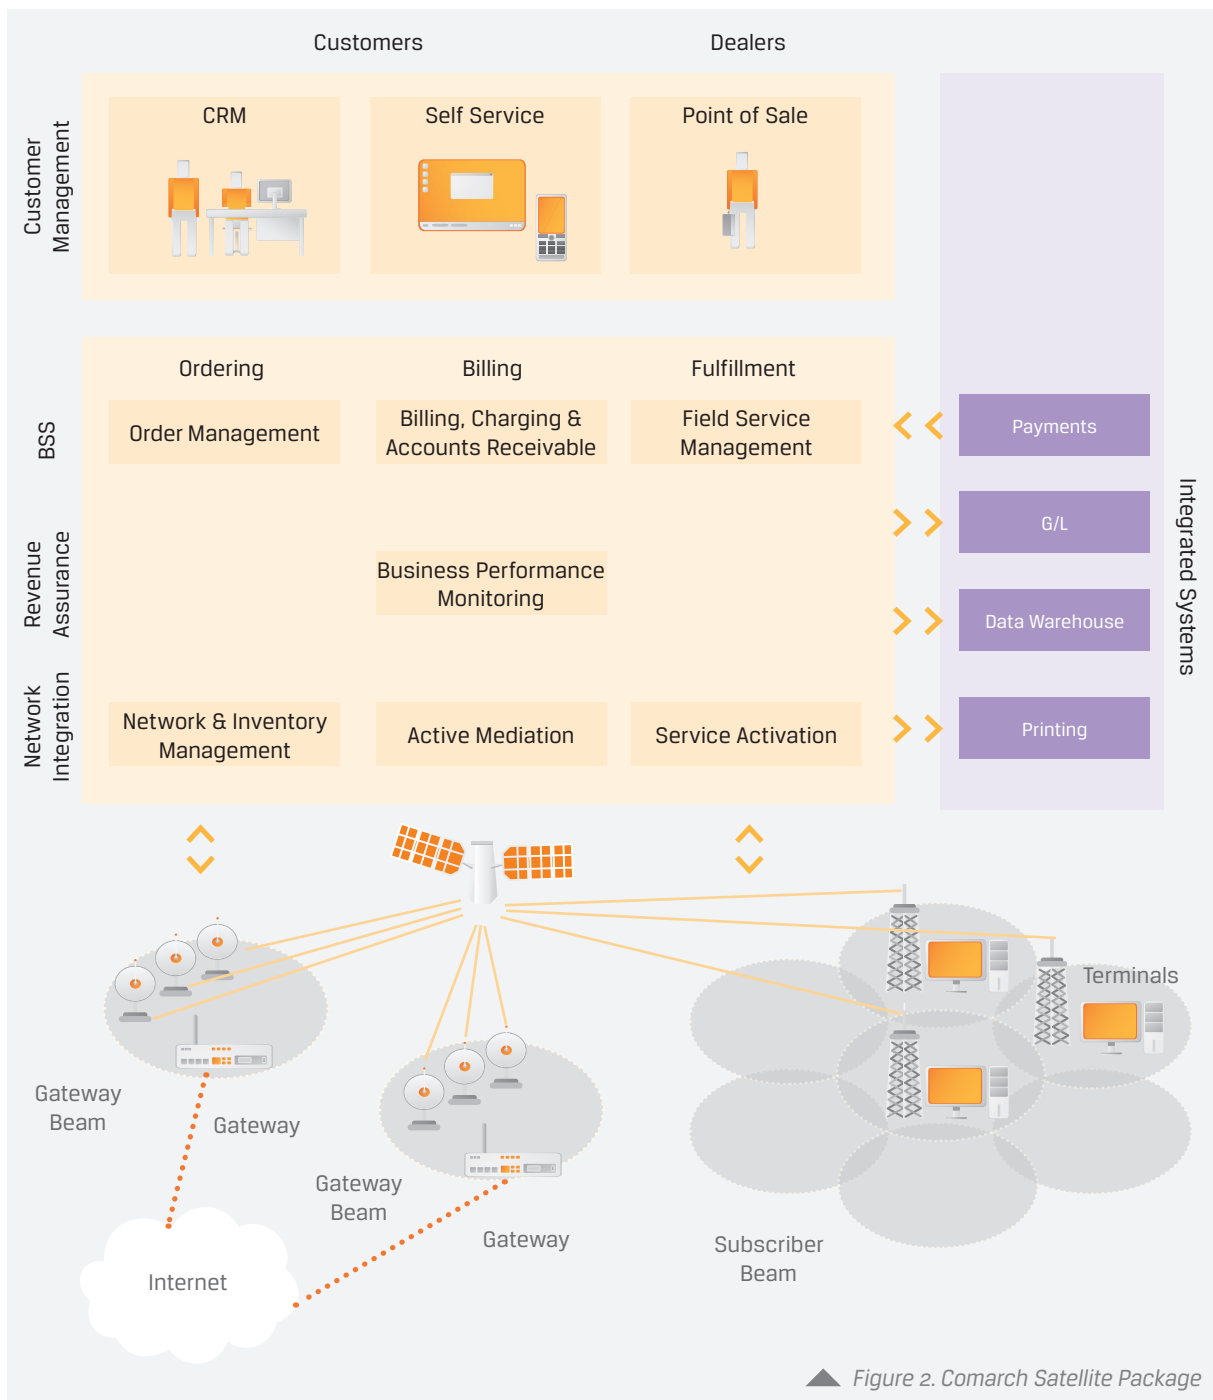 Customers
Dealers
Customer
Management
CRM
Self Service
Point of Sale
Ordering
Billing
Fulfillment
BSS
Order Management
Billing, Charging &
Accounts Receivable
Field Service
Management
Payments
G/L
Revenue
Assurance
Business Performance
Monitoring
Data Warehouse
Integrated Systems
Network
Integration
Network & Inventory
Management
Active Mediation
Service Activation
Printing
Terminals
Gateway
Beam
Gateway
Gateway
Beam
Gateway
Subscriber
Beam
Internet
Figure 2. Comarch Satellite Package